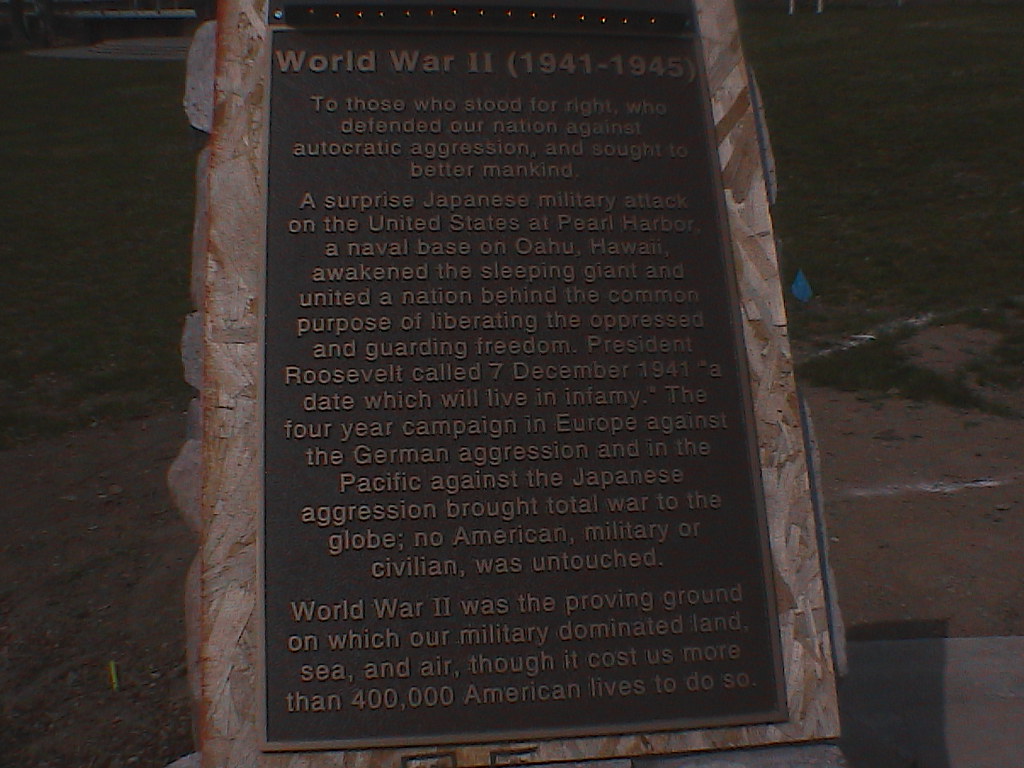 World War II (1941-1945)
To those who stood for right, who
defended our nation against
autocratic aggression, and sought to
better mankind.
A surprise Japanese military attack
on the United States at Pearl Harbor,
a naval base on Oahu, Hawaii,
awakened the sleeping giant and
united a nation behind the common
purpose of liberating the oppressed
and guarding freedom. President
Roosevelt called 7 December 1941 "a
date which will live in infamy." The
four year campaign in Europe against
the German aggression and in the
Pacific against the Japanese
aggression brought total war to the
globe; no American, military or
civilian, was untouched.
World War II was the proving ground
on which our military dominated land,
sea, and air, though it cost us more
than 400,000 American lives to do so.